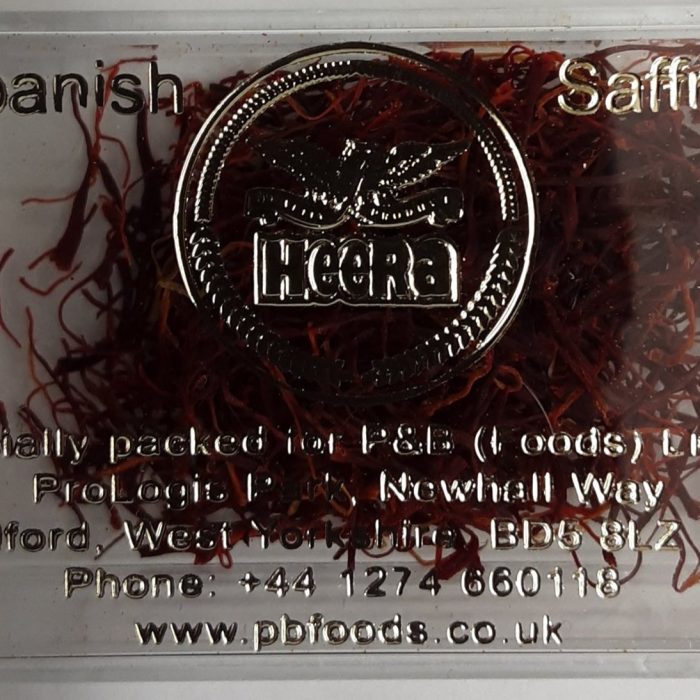 panish Saffr
HeeRa
ially packed for P&B (Foods) Lt
ProLogis Park, Newhall Way
lford, West Yorkshire, BD5 8LZ
Phone: +44 1274 660118
www.pbfoods.co.uk